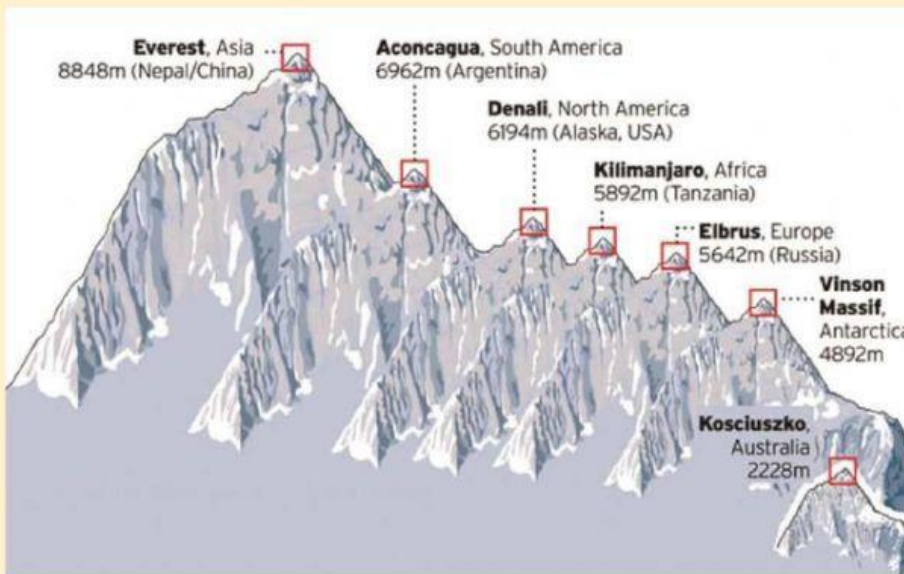 Everest, Asia
8848m (Nepal/China)
Aconcagua, South America
6962m (Argentina)
Denali, North America
6194m (Alaska, USA)
Kilimanjaro, Africa
5892m (Tanzania)
Elbrus, Europe
5642m (Russia)
Vinson
Massif,
Antarctica
4892m
Kosciuszko,
Australia
2228m